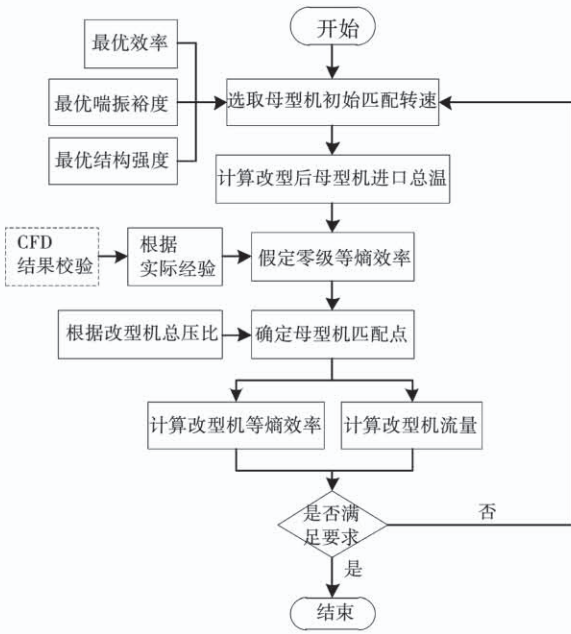 开始
最优效率
最优喘振裕度
最优结构强度
选取母型机初始匹配转速
计算改型后母型机进口总温
CFD
结果校验
根据
实际经验
假定零级等熵效率
根据改型机总压比
确定母型机匹配点
计算改型机等熵效率
计算改型机流量
是否满
足要求
否
是
结束